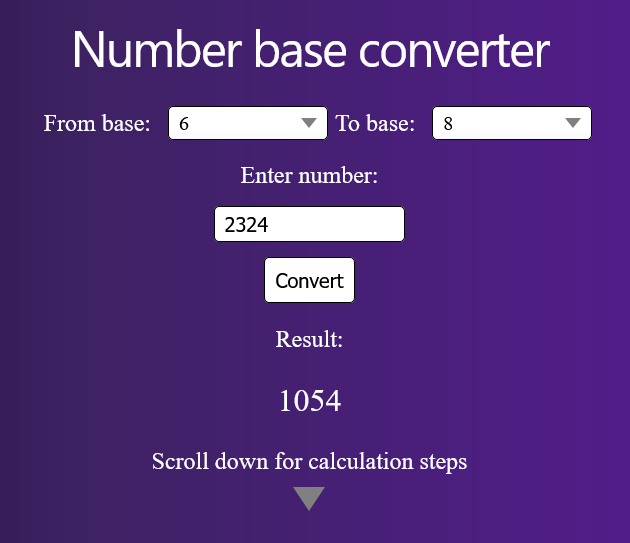 Number base converter
From base: 6 To base: 8
Enter number:
2324
Convert
Result:
1054
Scroll down for calculation steps